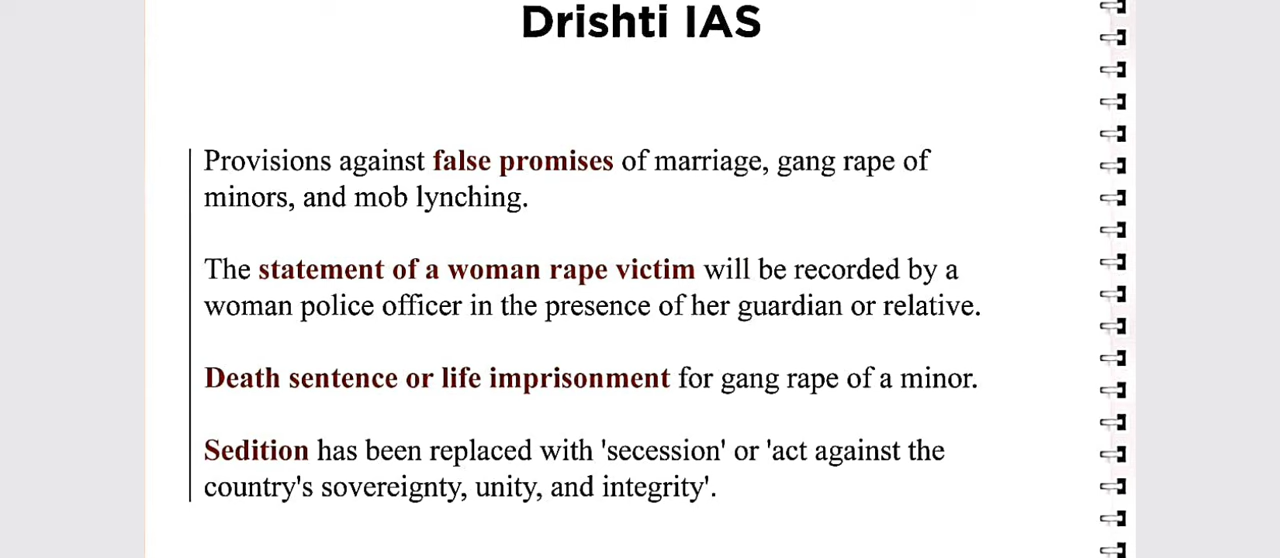 Drishti IAS
Provisions against false promises of marriage, gang rape of
minors, and mob lynching.
The statement of a woman rape victim will be recorded by a
woman police officer in the presence of her guardian or relative.
Death sentence or life imprisonment for gang rape of a minor.
Sedition has been replaced with 'secession' or 'act against the
country's sovereignty, unity, and integrity'.